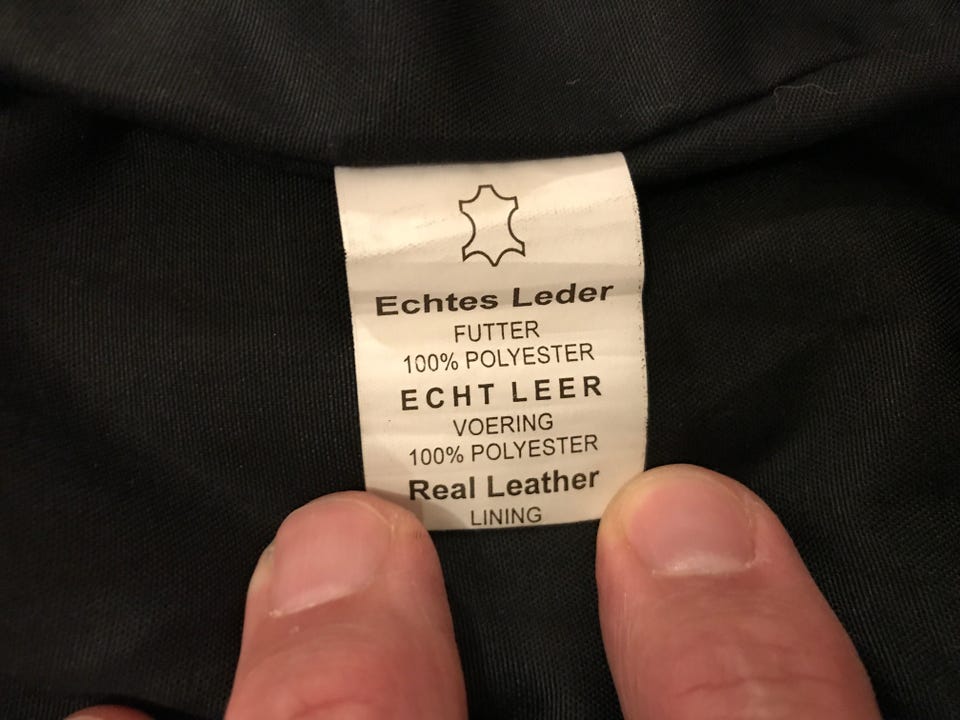 Echtes Leder
FUTTER
100% POLYESTER
ECHT LEER
VOERING
100% POLYESTER
Real Leather
LINING